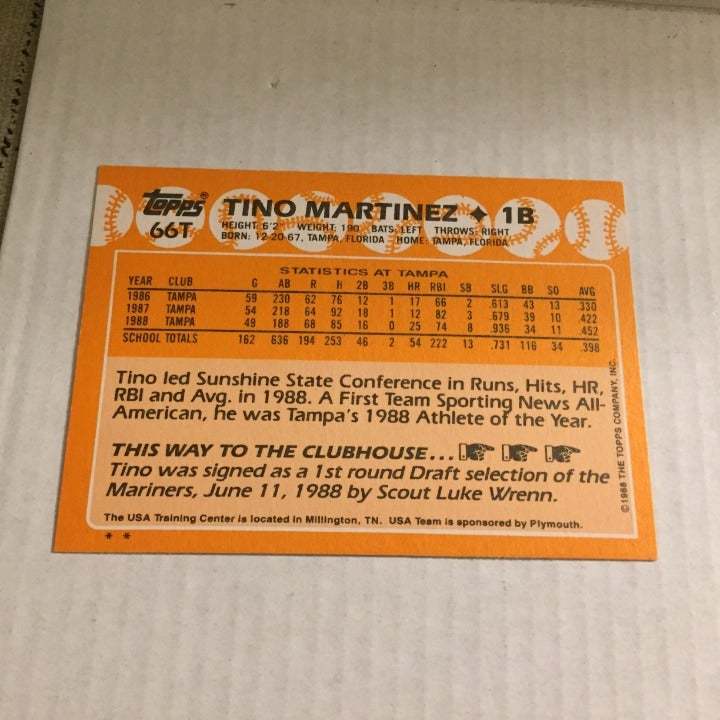 TOPPS®
66T
TINO MARTINEZ ✦ 1B
HEIGHT: 6'2" WEIGHT: 190 BATS: LEFT THROWS: RIGHT
BORN: 12-20-67, TAMPA, FLORIDA HOME: TAMPA, FLORIDA
STATISTICS AT TAMPA
YEAR CLUB G AB R H 2B 3B HR RBI SB SLG BB SO AVG
1986 TAMPA 59 230 62 76 12 1 17 66 2 .613 43 13 .330
1987 TAMPA 54 218 64 92 18 1 12 82 3 .679 39 10 .422
1988 TAMPA 49 188 68 85 16 0 25 74 8 .936 34 11 .452
SCHOOL TOTALS 162 636 194 253 46 2 54 222 13 .731 116 34 .398
Tino led Sunshine State Conference in Runs, Hits, HR,
RBI and Avg. in 1988. A First Team Sporting News All-
American, he was Tampa's 1988 Athlete of the Year.
THIS WAY TO THE CLUBHOUSE...
Tino was signed as a 1st round Draft selection of the
Mariners, June 11, 1988 by Scout Luke Wrenn.
The USA Training Center is located in Millington, TN. USA Team is sponsored by Plymouth.
* *
©1988 THE TOPPS COMPANY, INC.